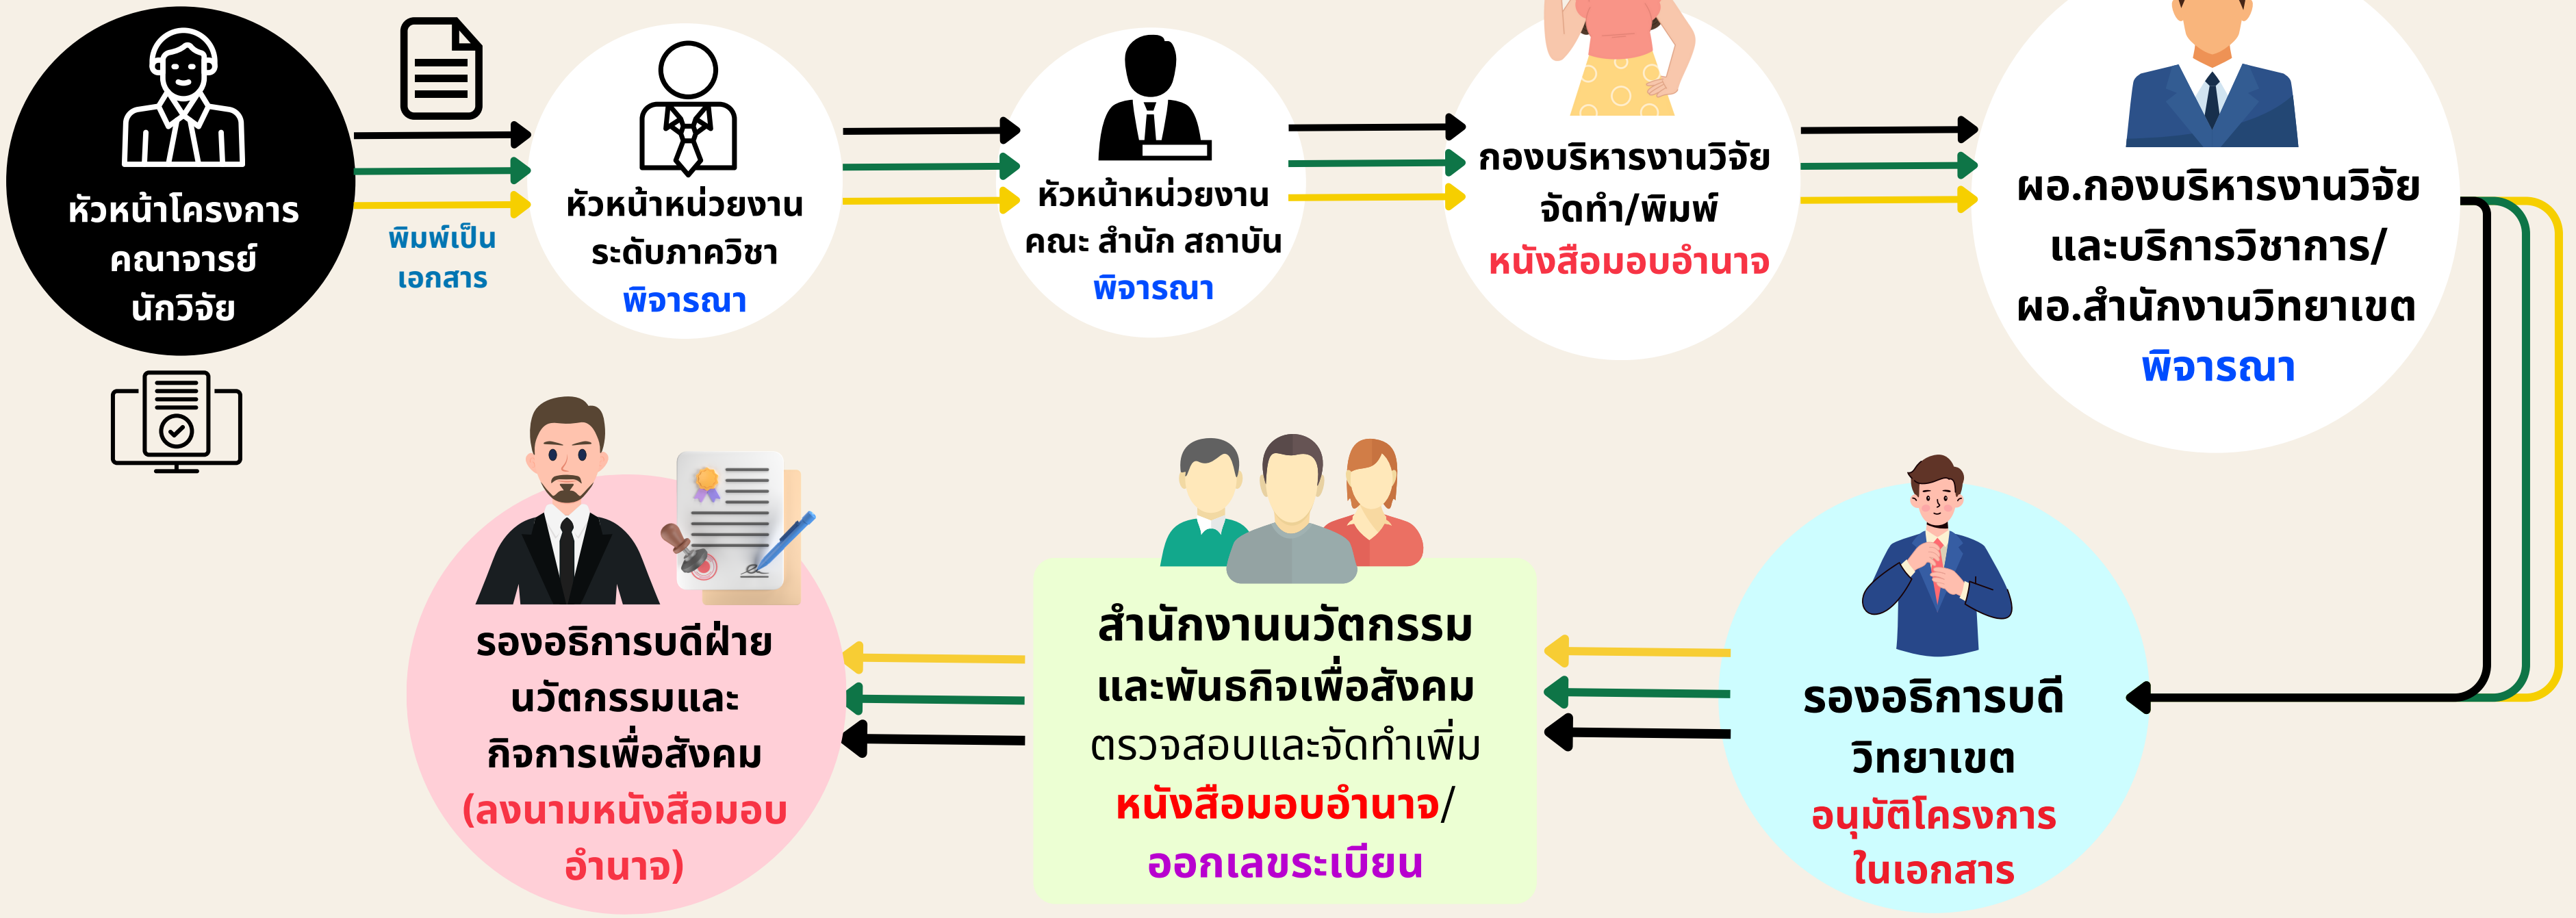 หัวหน้าโครงการ
คณาจารย์
นักวิจัย
พิมพ์เป็น
เอกสาร
หัวหน้าหน่วยงาน
ระดับภาควิชา
พิจารณา
หัวหน้าหน่วยงาน
คณะ สำนัก สถาบัน
พิจารณา
กองบริหารงานวิจัย
จัดทำ/พิมพ์
หนังสือมอบอำนาจ
ผอ.กองบริหารงานวิจัย
และบริการวิชาการ/
ผอ.สำนักงานวิทยาเขต
พิจารณา
รองอธิการบดี
วิทยาเขต
อนุมัติโครงการ
ในเอกสาร
สำนักงานนวัตกรรม
และพันธกิจเพื่อสังคม
ตรวจสอบและจัดทำเพิ่ม
หนังสือมอบอำนาจ/
ออกเลขระเบียน
รองอธิการบดีฝ่าย
นวัตกรรมและ
กิจการเพื่อสังคม
(ลงนามหนังสือมอบ
อำนาจ)